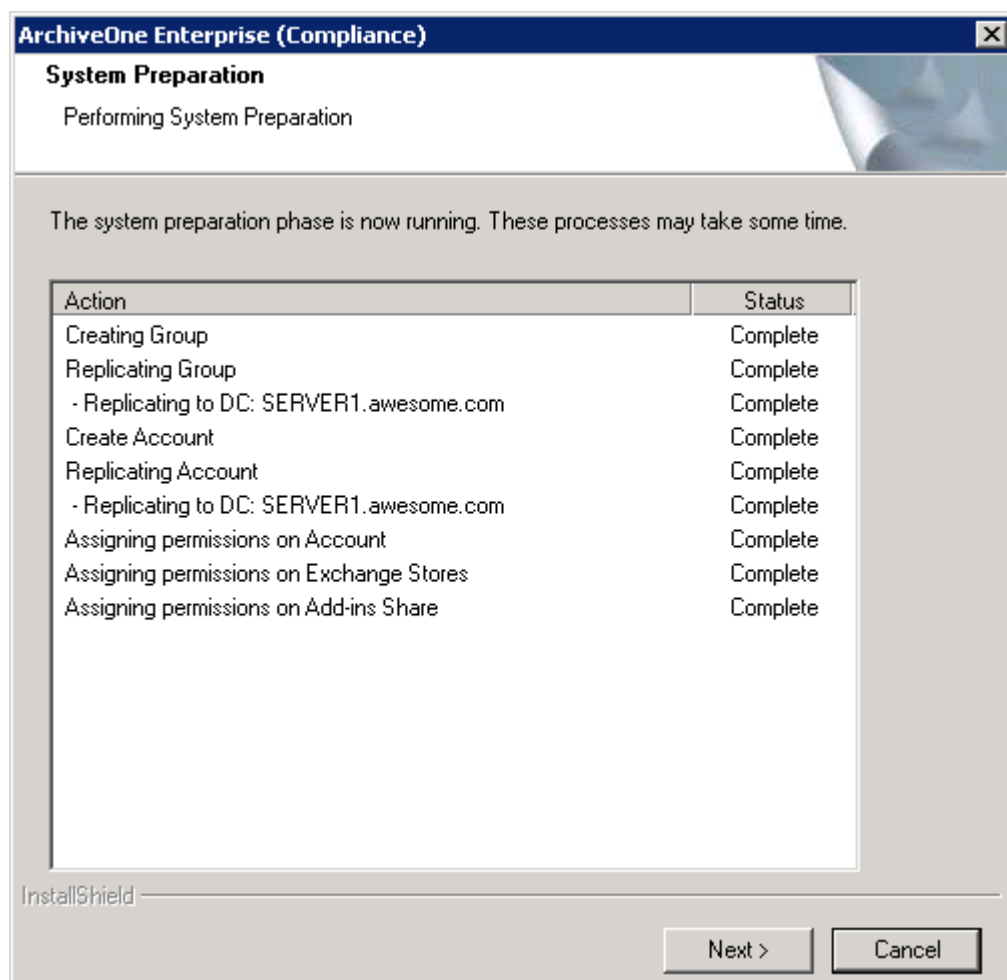 ArchiveOne Enterprise (Compliance)
System Preparation
Performing System Preparation
The system preparation phase is now running. These processes may take some time.
Action Status
Creating Group Complete
Replicating Group Complete
- Replicating to DC: SERVER1.awesome.com Complete
Create Account Complete
Replicating Account Complete
- Replicating to DC: SERVER1.awesome.com Complete
Assigning permissions on Account Complete
Assigning permissions on Exchange Stores Complete
Assigning permissions on Add-ins Share Complete
InstallShield
Next > Cancel